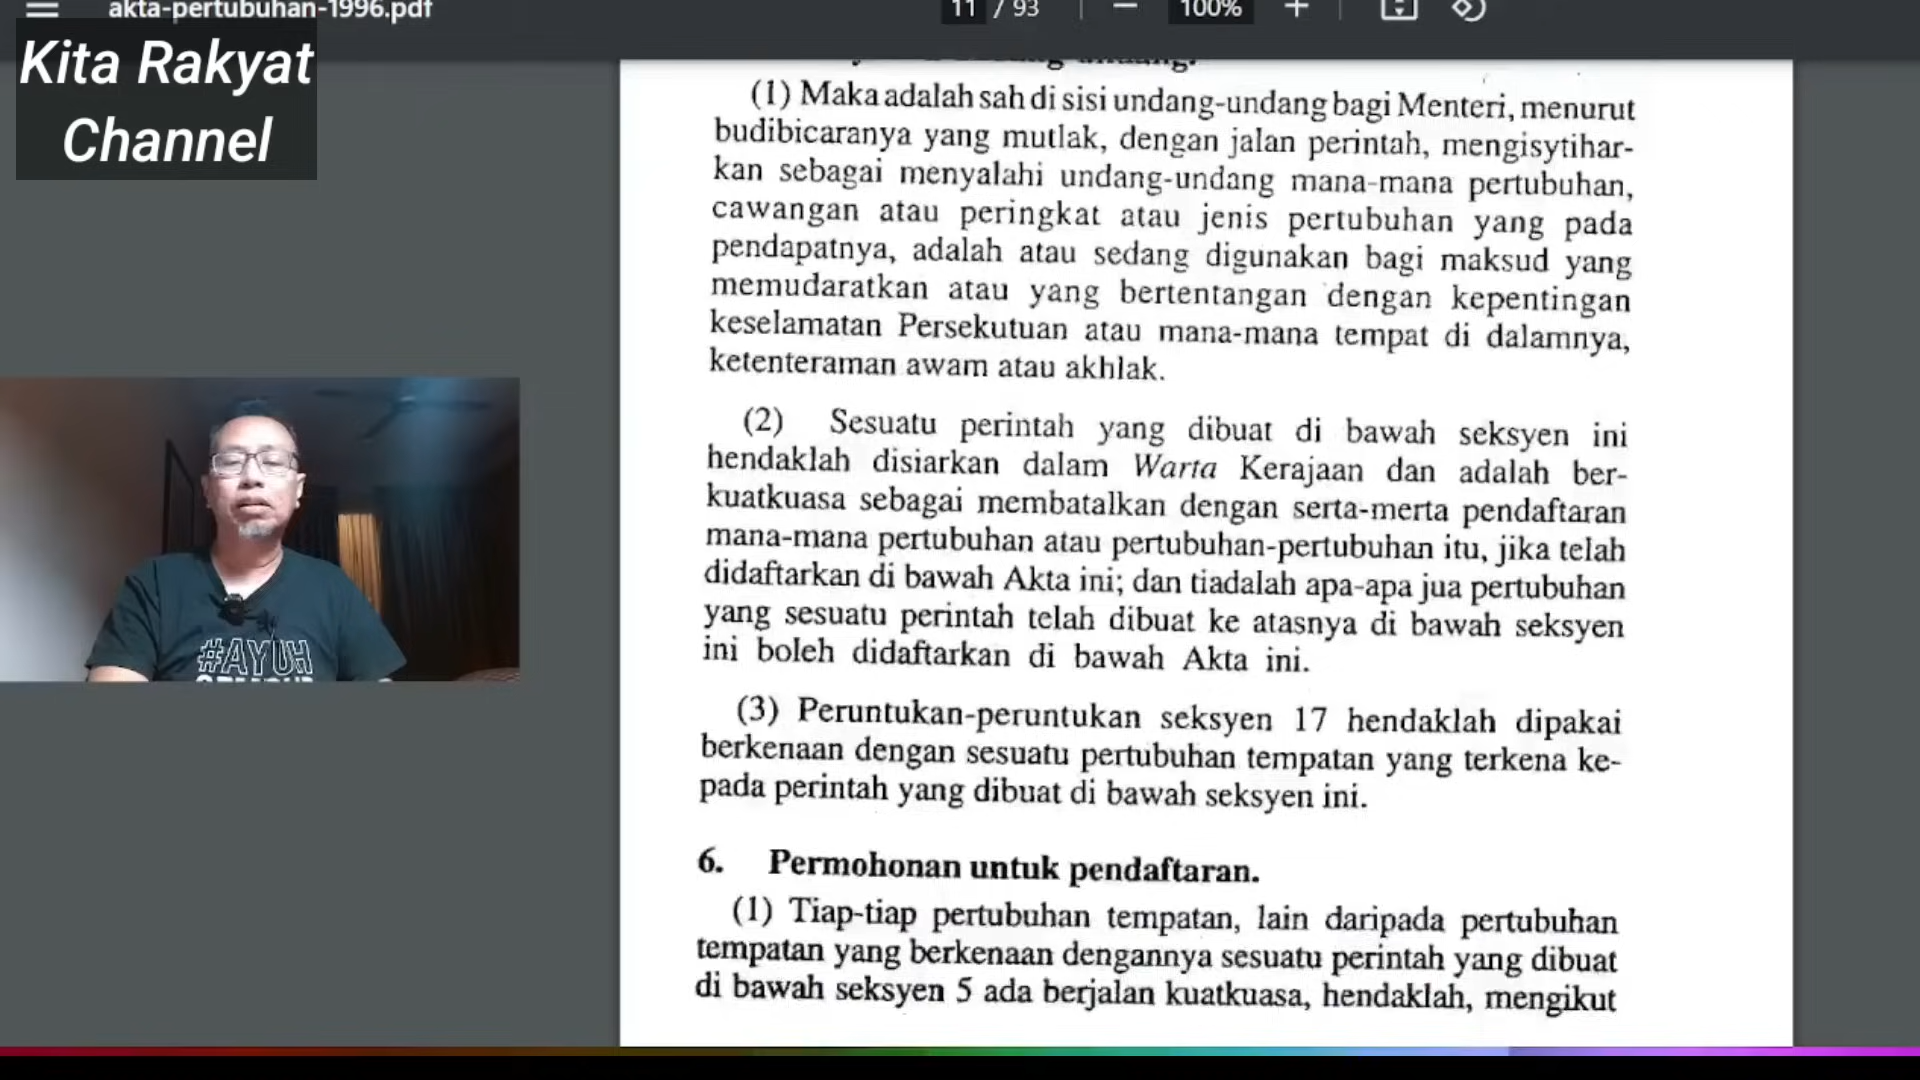 akta-pertubuhan-1996.pdf
11 / 93
100%
Kita Rakyat
Channel
(1) Maka adalah sah di sisi undang-undang bagi Menteri, menurut
budibicaranya yang mutlak, dengan jalan perintah, mengisytihar-
kan sebagai menyalahi undang-undang mana-mana pertubuhan,
cawangan atau peringkat atau jenis pertubuhan yang pada
pendapatnya, adalah atau sedang digunakan bagi maksud yang
memudaratkan atau yang bertentangan dengan kepentingan
keselamatan Persekutuan atau mana-mana tempat di dalamnya,
ketenteraman awam atau akhlak.
(2) Sesuatu perintah yang dibuat di bawah seksyen ini
hendaklah disiarkan dalam Warta Kerajaan dan adalah ber-
kuatkuasa sebagai membatalkan dengan serta-merta pendaftaran
mana-mana pertubuhan atau pertubuhan-pertubuhan itu, jika telah
didaftarkan di bawah Akta ini; dan tiadalah apa-apa jua pertubuhan
yang sesuatu perintah telah dibuat ke atasnya di bawah seksyen
ini boleh didaftarkan di bawah Akta ini.
(3) Peruntukan-peruntukan seksyen 17 hendaklah dipakai
berkenaan dengan sesuatu pertubuhan tempatan yang terkena ke-
pada perintah yang dibuat di bawah seksyen ini.
6. Permohonan untuk pendaftaran.
(1) Tiap-tiap pertubuhan tempatan, lain daripada pertubuhan
tempatan yang berkenaan dengannya sesuatu perintah yang dibuat
di bawah seksyen 5 ada berjalan kuatkuasa, hendaklah, mengikut
#AYUH